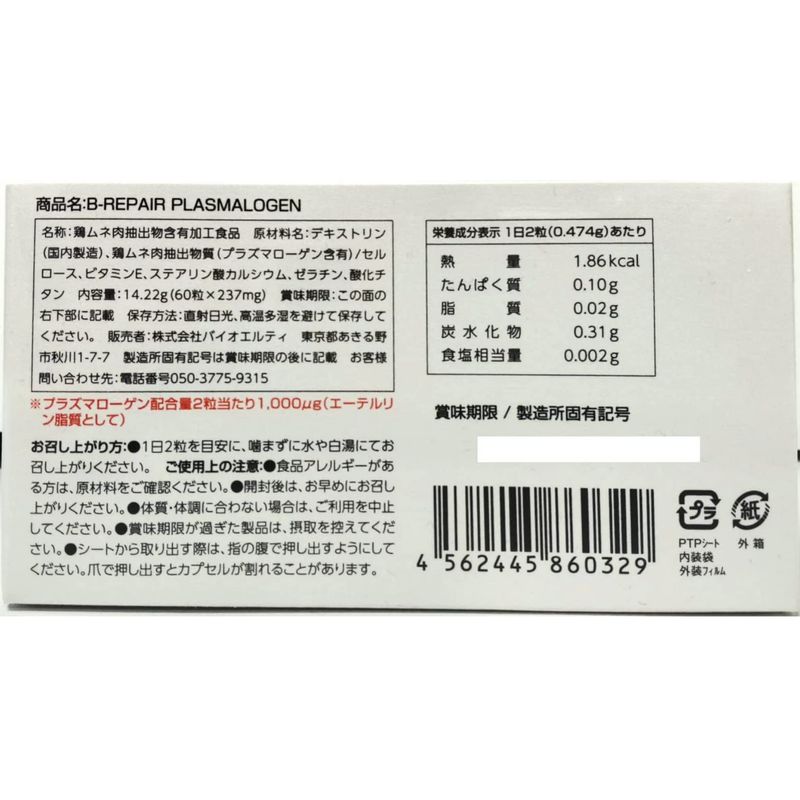 商品名:B-REPAIR PLASMALOGEN
名称:鶏ムネ肉抽出物含有加工食品 原材料名:デキストリン
(国内製造)、鶏ムネ肉抽出物質(プラズマローゲン含有)/セル
ロース、ビタミンE、ステアリン酸カルシウム、ゼラチン、酸化チ
タン 内容量:14.22g(60粒×237mg) 賞味期限:この面の
右下部に記載 保存方法:直射日光、高温多湿を避けて保存して
ください。 販売者:株式会社バイオエルティ 東京都あきる野
市秋川1-7-7 製造所固有記号は賞味期限の後に記載 お客様
問い合わせ先:電話番号050-3775-9315
※プラズマローゲン配合量2粒当たり1,000μg(エーテルリ
ン脂質として)
お召し上がり方:●1日2粒を目安に、噛まずに水や白湯にてお
召し上がりください。 ご使用上の注意:●食品アレルギーが
ある方は、原材料をご確認ください。●開封後は、お早めにお召し
上がりください。●体質・体調に合わない場合は、ご利用を中止
してください。●賞味期限が過ぎた製品は、摂取を控えてくだ
さい。●シートから取り出す際は、指の腹で押し出すようにして
ください。爪で押し出すとカプセルが割れることがあります。
栄養成分表示 1日2粒(0.474g)あたり
熱量 1.86kcal
たんぱく質 0.10g
脂質 0.02g
炭水化物 0.31g
食塩相当量 0.002g
賞味期限 / 製造所固有記号
4 562445 860329
プラ
PTPシート
内装袋
外装フィルム
紙
外箱